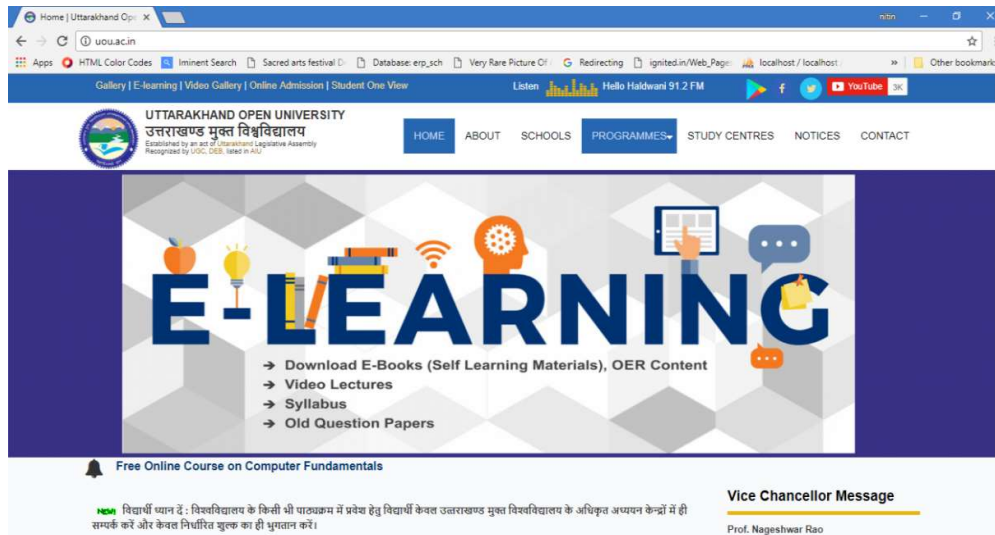 Home | Uttarakhand Ope
nitin
uou.ac.in
Apps HTML Color Codes Iminent Search Sacred arts festival D Database: erp_sch Very Rare Picture Of Redirecting ignited.in/Web_Page localhost / localhost » Other bookmark
Gallery | E-learning | Video Gallery | Online Admission | Student One View Listen Hello Haldwani 91.2 FM YouTube 3K
UTTARAKHAND OPEN UNIVERSITY
उत्तराखण्ड मुक्त विश्वविद्यालय
Established by an act of Uttarakhand Legislative Assembly
Recognized by UGC, DEB, listed in AIU
HOME ABOUT SCHOOLS PROGRAMMES STUDY CENTRES NOTICES CONTACT
E-LEARNING
→ Download E-Books (Self Learning Materials), OER Content
→ Video Lectures
→ Syllabus
→ Old Question Papers
Free Online Course on Computer Fundamentals
Vice Chancellor Message
NEW विद्यार्थी ध्यान दें : विश्वविद्यालय के किसी भी पाठ्यक्रम में प्रवेश हेतु विद्यार्थी केवल उत्तराखण्ड मुक्त विश्वविद्यालय के अधिकृत अध्ययन केन्द्रों में ही
सम्पर्क करें और केवल निर्धारित शुल्क का ही भुगतान करें।
Prof. Nageshwar Rao